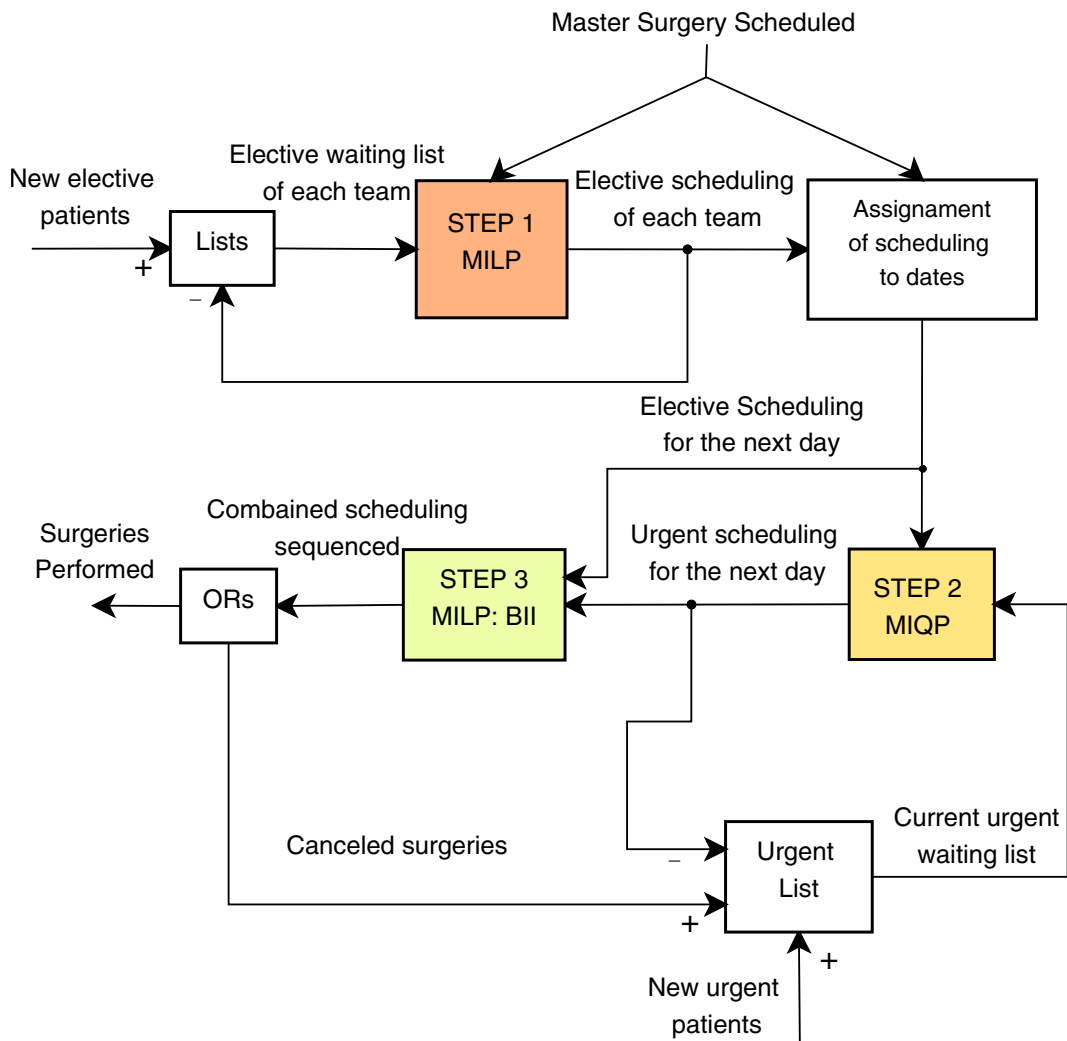 Master Surgery Scheduled
New elective
patients
+
Lists
−
Elective waiting list
of each team
STEP 1
MILP
Elective scheduling
of each team
Assignament
of scheduling
to dates
Elective Scheduling
for the next day
Surgeries
Performed
ORs
Combained scheduling
sequenced
STEP 3
MILP: BII
Urgent scheduling
for the next day
STEP 2
MIQP
Canceled surgeries
−
+
Urgent
List
Current urgent
waiting list
+
New urgent
patients